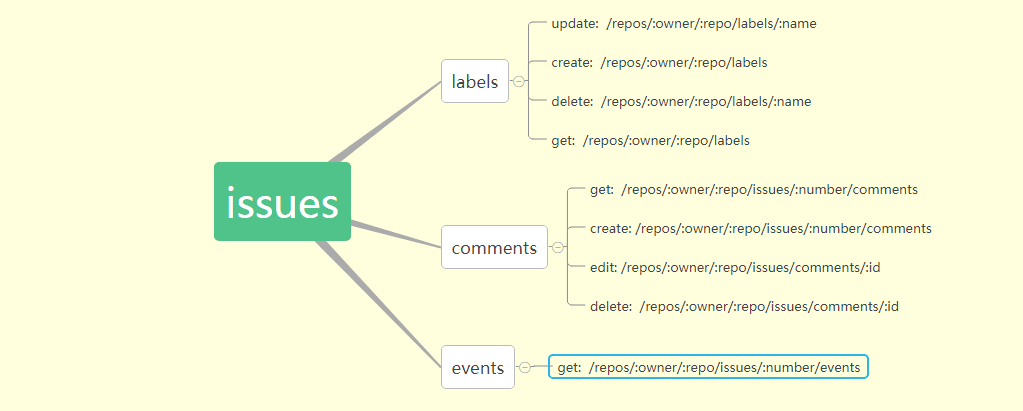 issues
labels
update:  /repos/:owner/:repo/labels/:name
create:  /repos/:owner/:repo/labels
delete:  /repos/:owner/:repo/labels/:name
get:  /repos/:owner/:repo/labels
comments
get:  /repos/:owner/:repo/issues/:number/comments
create: /repos/:owner/:repo/issues/:number/comments
edit: /repos/:owner/:repo/issues/comments/:id
delete:  /repos/:owner/:repo/issues/comments/:id
events
get:  /repos/:owner/:repo/issues/:number/events